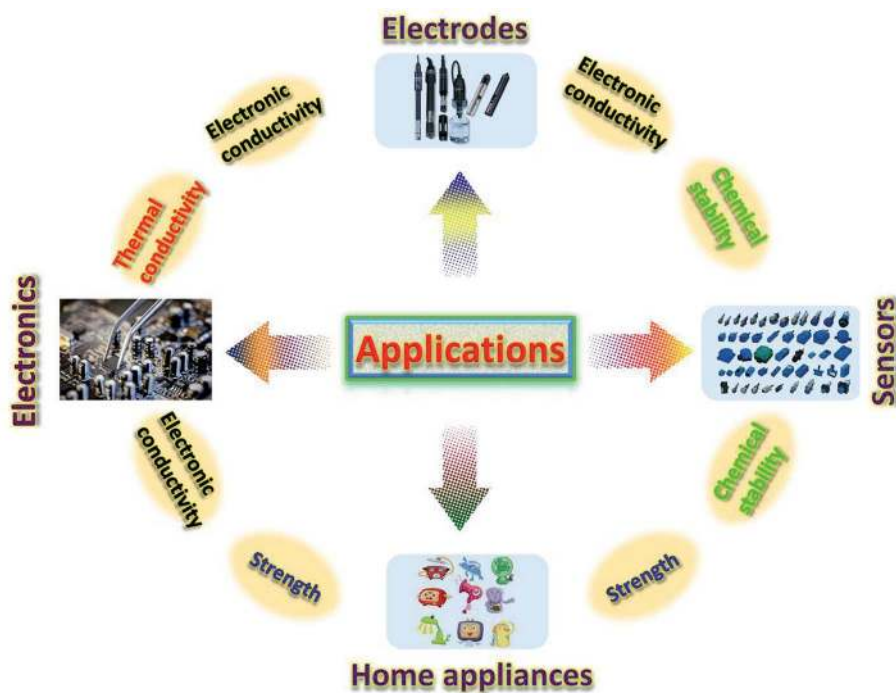 Electrodes
Electronic
conductivity
Electronic
conductivity
Thermal
conductivity
Chemical
stability
Electronics
Applications
Sensors
Electronic
conductivity
Chemical
stability
Strength
Strength
Home appliances